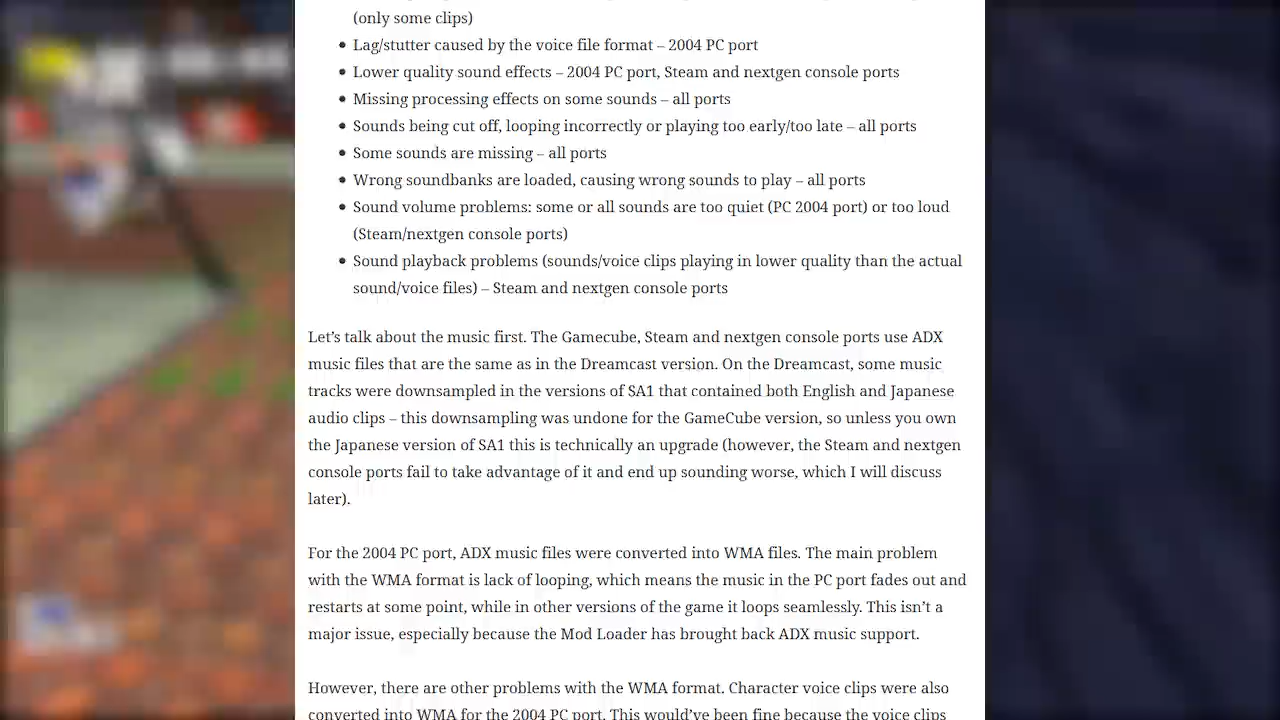 (only some clips)
• Lag/stutter caused by the voice file format – 2004 PC port
• Lower quality sound effects – 2004 PC port, Steam and nextgen console ports
• Missing processing effects on some sounds – all ports
• Sounds being cut off, looping incorrectly or playing too early/too late – all ports
• Some sounds are missing – all ports
• Wrong soundbanks are loaded, causing wrong sounds to play – all ports
• Sound volume problems: some or all sounds are too quiet (PC 2004 port) or too loud
(Steam/nextgen console ports)
• Sound playback problems (sounds/voice clips playing in lower quality than the actual
sound/voice files) – Steam and nextgen console ports
Let’s talk about the music first. The Gamecube, Steam and nextgen console ports use ADX
music files that are the same as in the Dreamcast version. On the Dreamcast, some music
tracks were downsampled in the versions of SA1 that contained both English and Japanese
audio clips – this downsampling was undone for the GameCube version, so unless you own
the Japanese version of SA1 this is technically an upgrade (however, the Steam and nextgen
console ports fail to take advantage of it and end up sounding worse, which I will discuss
later).
For the 2004 PC port, ADX music files were converted into WMA files. The main problem
with the WMA format is lack of looping, which means the music in the PC port fades out and
restarts at some point, while in other versions of the game it loops seamlessly. This isn’t a
major issue, especially because the Mod Loader has brought back ADX music support.
However, there are other problems with the WMA format. Character voice clips were also
converted into WMA for the 2004 PC port. This would’ve been fine because the voice clips